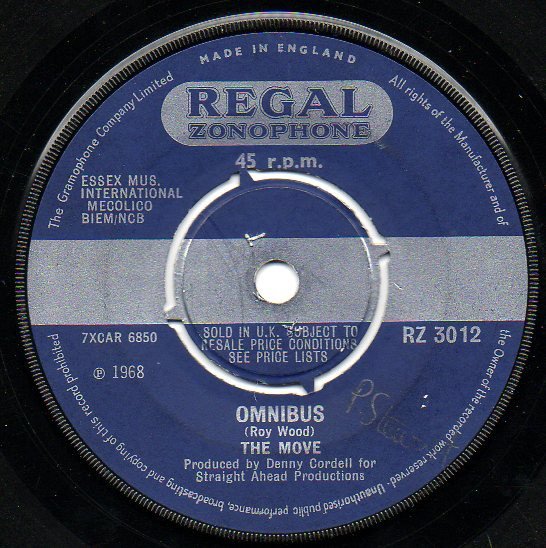 MADE IN ENGLAND
The Gramophone Company Limited
All rights of the Manufacturer and of
the Owner of the recorded work reserved · Unauthorised public performance, broadcasting and copying of this record prohibited
REGAL
ZONOPHONE
45 r.p.m.
ESSEX MUS.
INTERNATIONAL
MECOLICO
BIEM/NCB
7XCAR 6850
℗ 1968
SOLD IN U.K. SUBJECT TO
RESALE PRICE CONDITIONS
SEE PRICE LISTS
RZ 3012
OMNIBUS
(Roy Wood)
THE MOVE
Produced by Denny Cordell for
Straight Ahead Productions